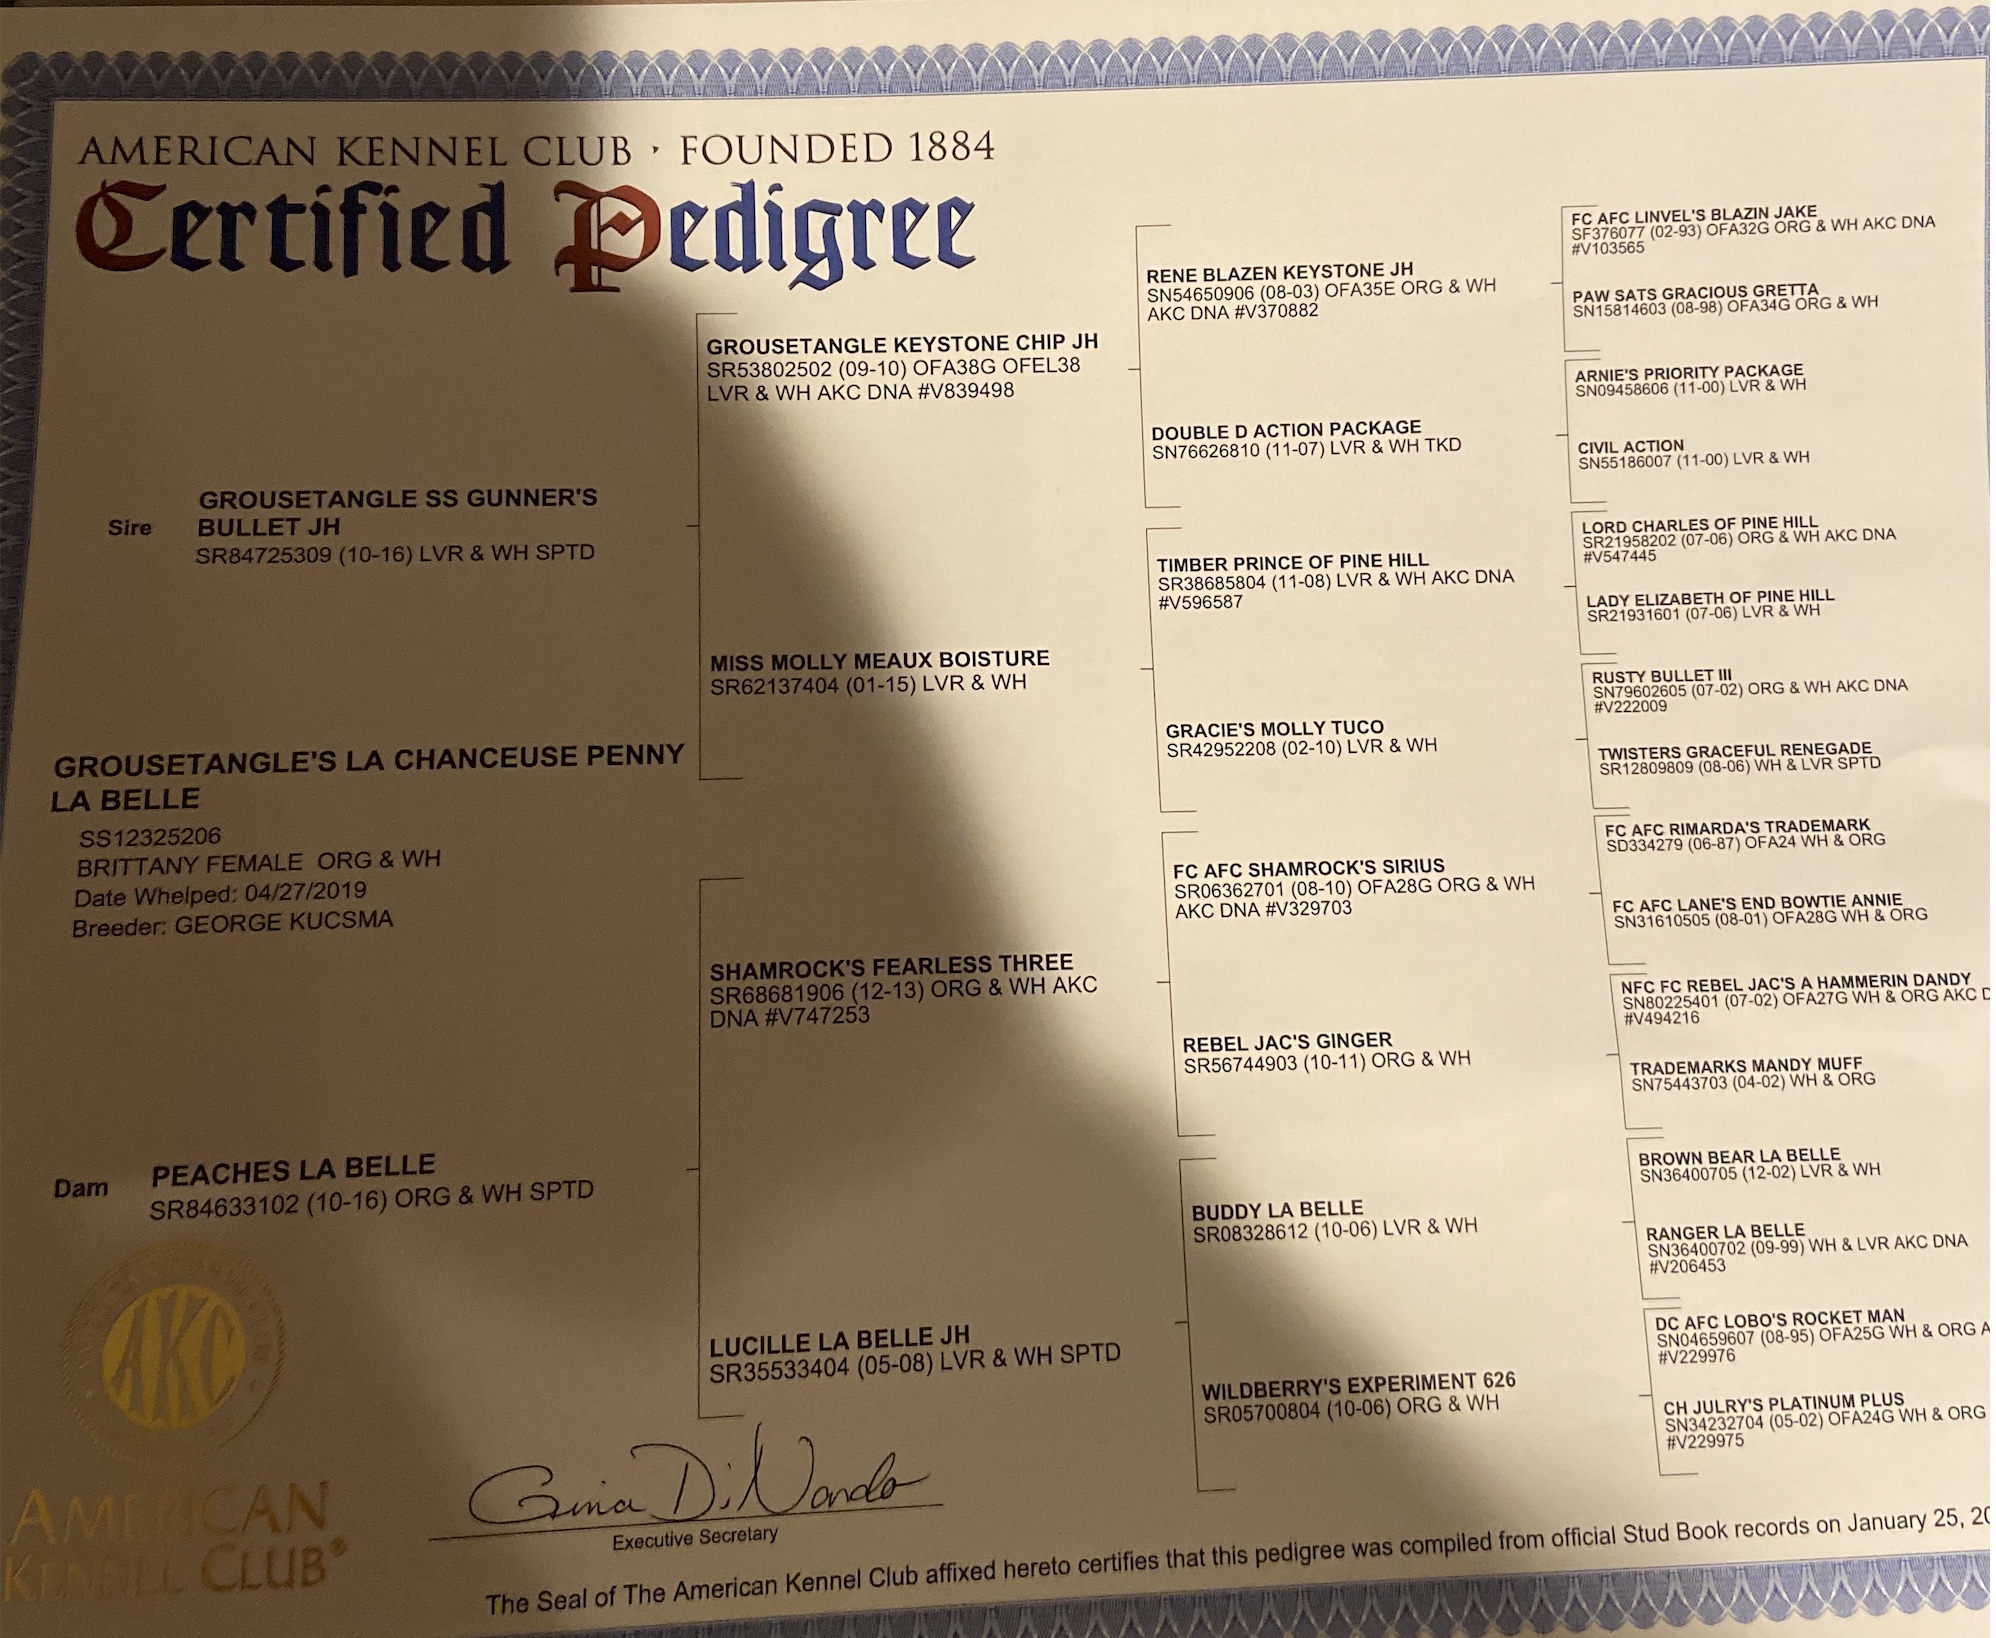 AMERICAN KENNEL CLUB · FOUNDED 1884
Certified Pedigree
Sire
GROUSETANGLE SS GUNNER'S
BULLET JH
SR84725309 (10-16) LVR & WH SPTD
GROUSETANGLE'S LA CHANCEUSE PENNY
LA BELLE
SS12325206
BRITTANY FEMALE ORG & WH
Date Whelped: 04/27/2019
Breeder: GEORGE KUCSMA
Dam
PEACHES LA BELLE
SR84633102 (10-16) ORG & WH SPTD
GROUSETANGLE KEYSTONE CHIP JH
SR53802502 (09-10) OFA38G OFEL38
LVR & WH AKC DNA #V839498
MISS MOLLY MEAUX BOISTURE
SR62137404 (01-15) LVR & WH
SHAMROCK'S FEARLESS THREE
SR68681906 (12-13) ORG & WH AKC
DNA #V747253
LUCILLE LA BELLE JH
SR35533404 (05-08) LVR & WH SPTD
RENE BLAZEN KEYSTONE JH
SN54650906 (08-03) OFA35E ORG & WH
AKC DNA #V370882
DOUBLE D ACTION PACKAGE
SN76626810 (11-07) LVR & WH TKD
TIMBER PRINCE OF PINE HILL
SR38685804 (11-08) LVR & WH AKC DNA
#V596587
GRACIE'S MOLLY TUCO
SR42952208 (02-10) LVR & WH
FC AFC SHAMROCK'S SIRIUS
SR06362701 (08-10) OFA28G ORG & WH
AKC DNA #V329703
REBEL JAC'S GINGER
SR56744903 (10-11) ORG & WH
BUDDY LA BELLE
SR08328612 (10-06) LVR & WH
WILDBERRY'S EXPERIMENT 626
SR05700804 (10-06) ORG & WH
FC AFC LINVEL'S BLAZIN JAKE
SF376077 (02-93) OFA32G ORG & WH AKC DNA
#V103565
PAW SATS GRACIOUS GRETTA
SN15814603 (08-98) OFA34G ORG & WH
ARNIE'S PRIORITY PACKAGE
SN09458606 (11-00) LVR & WH
CIVIL ACTION
SN55186007 (11-00) LVR & WH
LORD CHARLES OF PINE HILL
SR21958202 (07-06) ORG & WH AKC DNA
#V547445
LADY ELIZABETH OF PINE HILL
SR21931601 (07-06) LVR & WH
RUSTY BULLET III
SN79602605 (07-02) ORG & WH AKC DNA
#V222009
TWISTERS GRACEFUL RENEGADE
SR12809809 (08-06) WH & LVR SPTD
FC AFC RIMARDA'S TRADEMARK
SD334279 (06-87) OFA24 WH & ORG
FC AFC LANE'S END BOWTIE ANNIE
SN31610505 (08-01) OFA28G WH & ORG
NFC FC REBEL JAC'S A HAMMERIN DANDY
SN80225401 (07-02) OFA27G WH & ORG AKC D
#V494216
TRADEMARKS MANDY MUFF
SN75443703 (04-02) WH & ORG
BROWN BEAR LA BELLE
SN36400705 (12-02) LVR & WH
RANGER LA BELLE
SN36400702 (09-99) WH & LVR AKC DNA
#V206453
DC AFC LOBO'S ROCKET MAN
SN04659607 (08-95) OFA25G WH & ORG A
#V229976
CH JULRY'S PLATINUM PLUS
SN34232704 (05-02) OFA24G WH & ORG
#V229975
AKC
AMERICAN
KENNEL CLUB®
Gina DiNardo
Executive Secretary
The Seal of The American Kennel Club affixed hereto certifies that this pedigree was compiled from official Stud Book records on January 25, 20